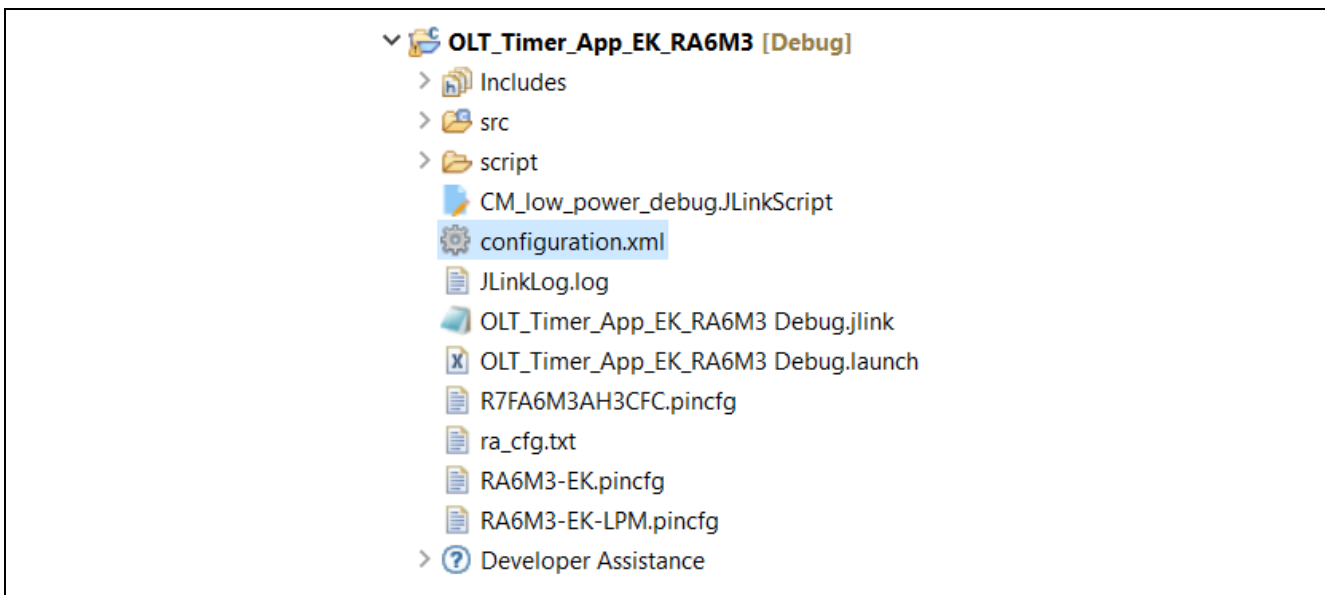 OLT_Timer_App_EK_RA6M3 [Debug]
Includes
src
script
CM_low_power_debug.JLinkScript
configuration.xml
JLinkLog.log
OLT_Timer_App_EK_RA6M3 Debug.jlink
OLT_Timer_App_EK_RA6M3 Debug.launch
R7FA6M3AH3CFC.pincfg
ra_cfg.txt
RA6M3-EK.pincfg
RA6M3-EK-LPM.pincfg
Developer Assistance